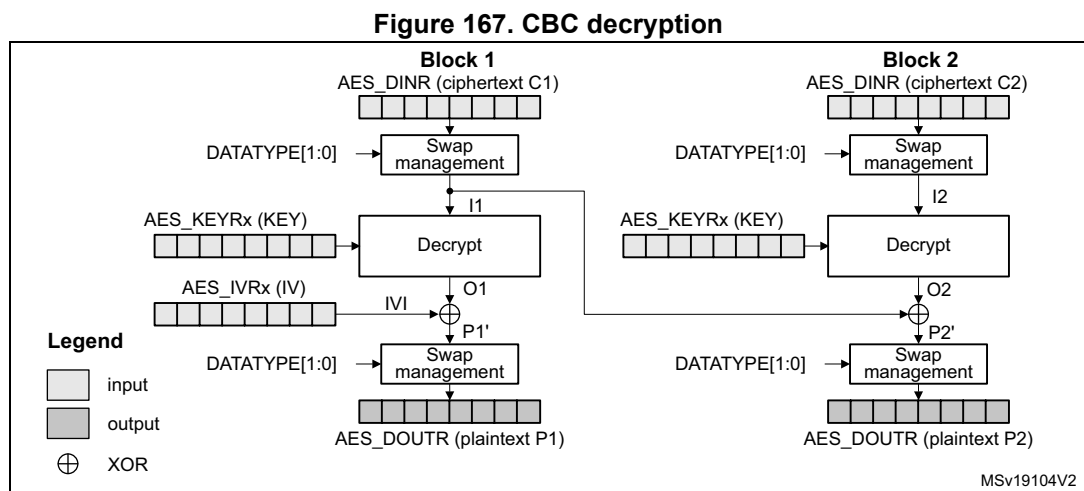 Figure 167. CBC decryption
Block 1
Block 2
AES_DINR (ciphertext C1)
AES_DINR (ciphertext C2)
DATATYPE[1:0]
Swap
management
DATATYPE[1:0]
Swap
management
I1
I2
AES_KEYRx (KEY)
Decrypt
AES_KEYRx (KEY)
Decrypt
AES_IVRx (IV)
IVI
O1
O2
P1'
P2'
Legend
input
output
XOR
DATATYPE[1:0]
Swap
management
DATATYPE[1:0]
Swap
management
AES_DOUTR (plaintext P1)
AES_DOUTR (plaintext P2)
MSv19104V2